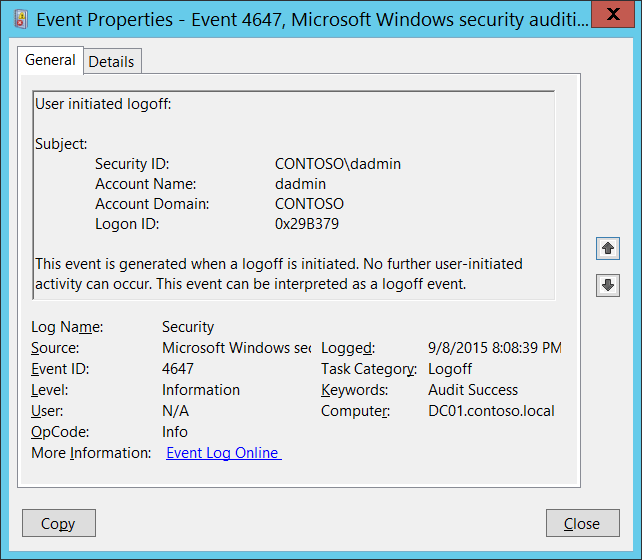 Event Properties - Event 4647, Microsoft Windows security auditi...
X
General Details
User initiated logoff:
Subject:
Security ID: CONTOSO\dadmin
Account Name: dadmin
Account Domain: CONTOSO
Logon ID: 0x29B379
This event is generated when a logoff is initiated. No further user-initiated
activity can occur. This event can be interpreted as a logoff event.
Log Name: Security
Source: Microsoft Windows sec Logged: 9/8/2015 8:08:39 PM
Event ID: 4647 Task Category: Logoff
Level: Information Keywords: Audit Success
User: N/A Computer: DC01.contoso.local
OpCode: Info
More Information: Event Log Online
Copy Close